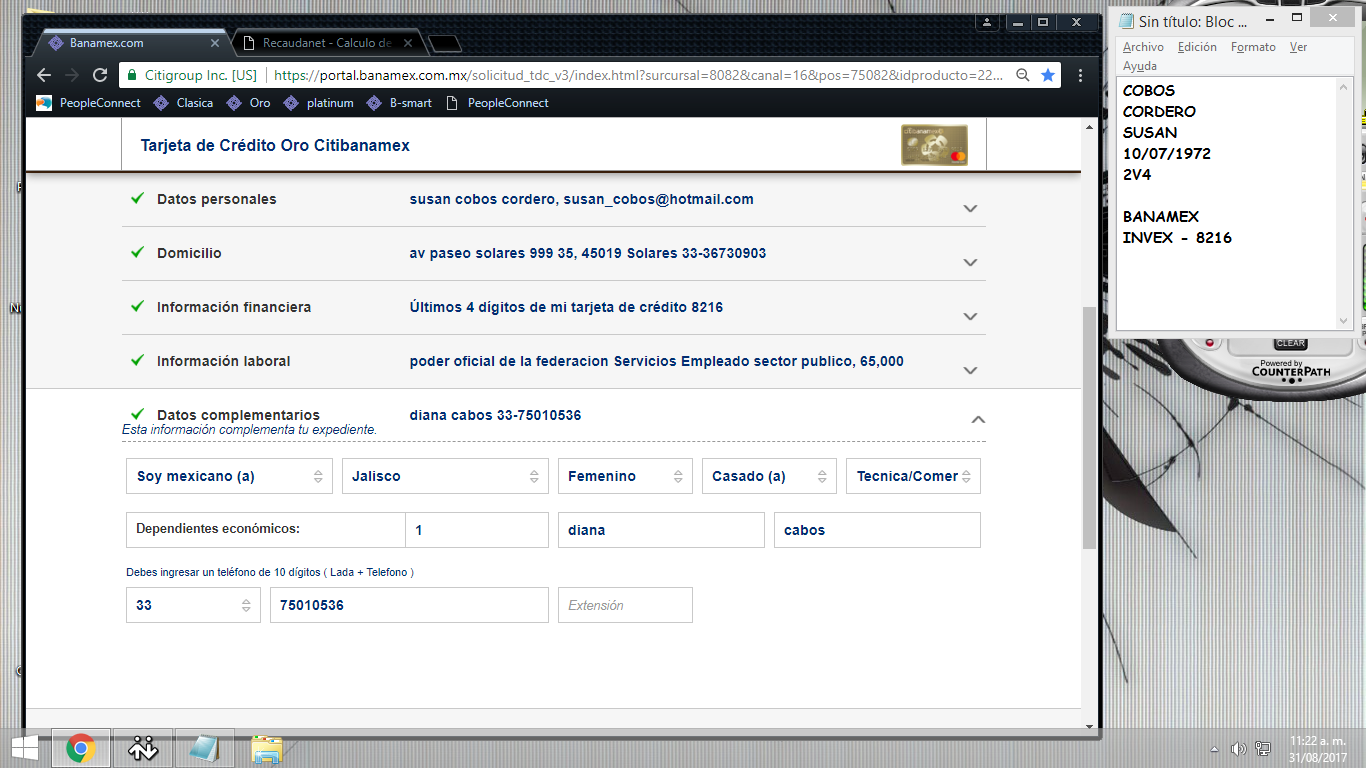 Banamex.com
Recaudanet - Calculo de
Citigroup Inc. [US]
https://portal.banamex.com.mx/solicitud_tdc_v3/index.html?surcursal=8082&canal=16&pos=75082&idproducto=22...
PeopleConnect Clasica Oro platinum B-smart PeopleConnect
Tarjeta de Crédito Oro Citibanamex
Datos personales susan cobos cordero, susan_cobos@hotmail.com
Domicilio av paseo solares 999 35, 45019 Solares 33-36730903
Información financiera Últimos 4 dígitos de mi tarjeta de crédito 8216
Información laboral poder oficial de la federacion Servicios Empleado sector publico, 65,000
Datos complementarios diana cabos 33-75010536
Esta información complementa tu expediente.
Soy mexicano (a) Jalisco Femenino Casado (a) Tecnica/Comer
Dependientes económicos: 1 diana cabos
Debes ingresar un teléfono de 10 dígitos ( Lada + Telefono )
33 75010536 Extensión
Sin título: Bloc ...
Archivo Edición Formato Ver
Ayuda
COBOS
CORDERO
SUSAN
10/07/1972
2V4
BANAMEX
INVEX - 8216
CLEAR
Powered by
COUNTERPATH
11:22 a. m.
31/08/2017